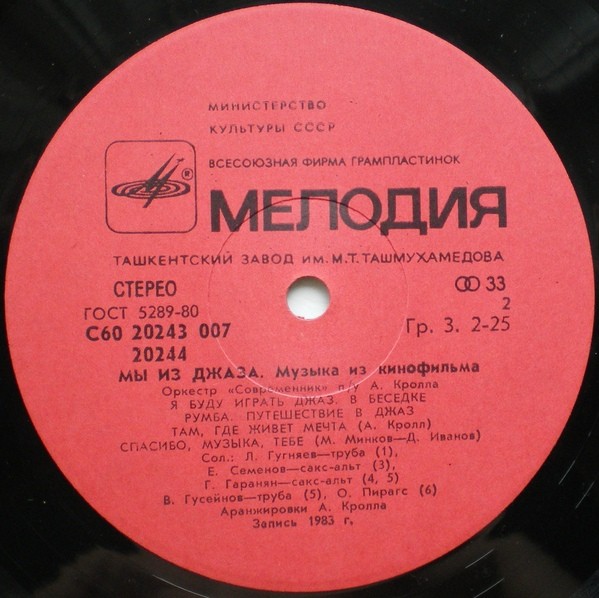 МИНИСТЕРСТВО
КУЛЬТУРЫ СССР
ВСЕСОЮЗНАЯ ФИРМА ГРАМПЛАСТИНОК
®
МЕЛОДИЯ
ТАШКЕНТСКИЙ ЗАВОД ИМ. М.Т. ТАШМУХАМЕДОВА
СТЕРЕО 33
ГОСТ 5289-80 2
С60 20243 007 Гр. 3. 2-25
20244
МЫ ИЗ ДЖАЗА. Музыка из кинофильма
Оркестр «Современник» п/у А. Кролла
Я БУДУ ИГРАТЬ ДЖАЗ. В БЕСЕДКЕ
РУМБА. ПУТЕШЕСТВИЕ В ДЖАЗ
ТАМ, ГДЕ ЖИВЕТ МЕЧТА (А. Кролл)
СПАСИБО, МУЗЫКА, ТЕБЕ (М. Минков—Д. Иванов)
Сол.: Л. Гугняев—труба (1),
Е. Семенов—сакс-альт (3),
Г. Гаранян—сакс-альт (4, 5)
В. Гусейнов—труба (5), О. Пирагс (6)
Аранжировки А. Кролла
Запись 1983 г.